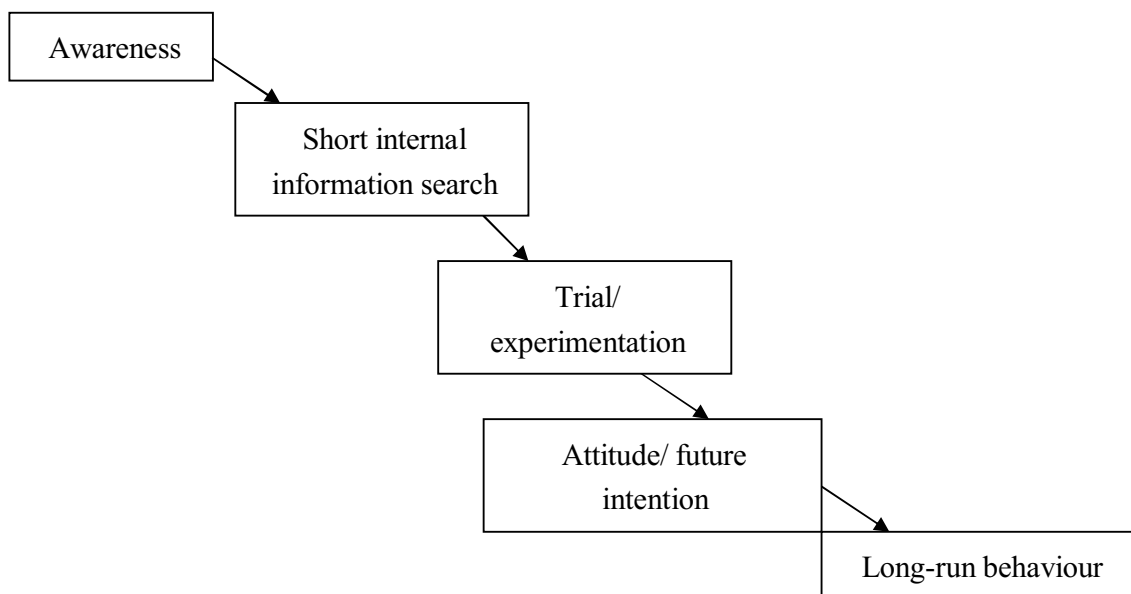 Awareness
Short internal
information search
Trial/
experimentation
Attitude/ future
intention
Long-run behaviour